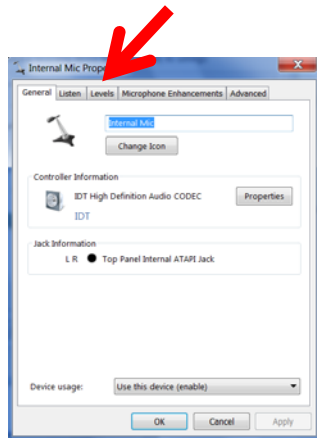 Internal Mic Prope
General Listen Levels Microphone Enhancements Advanced
Internal Mic
Change Icon
Controller Information
IDT High Definition Audio CODEC Properties
IDT
Jack Information
L R Top Panel Internal ATAPI Jack
Device usage: Use this device (enable)
OK Cancel Apply